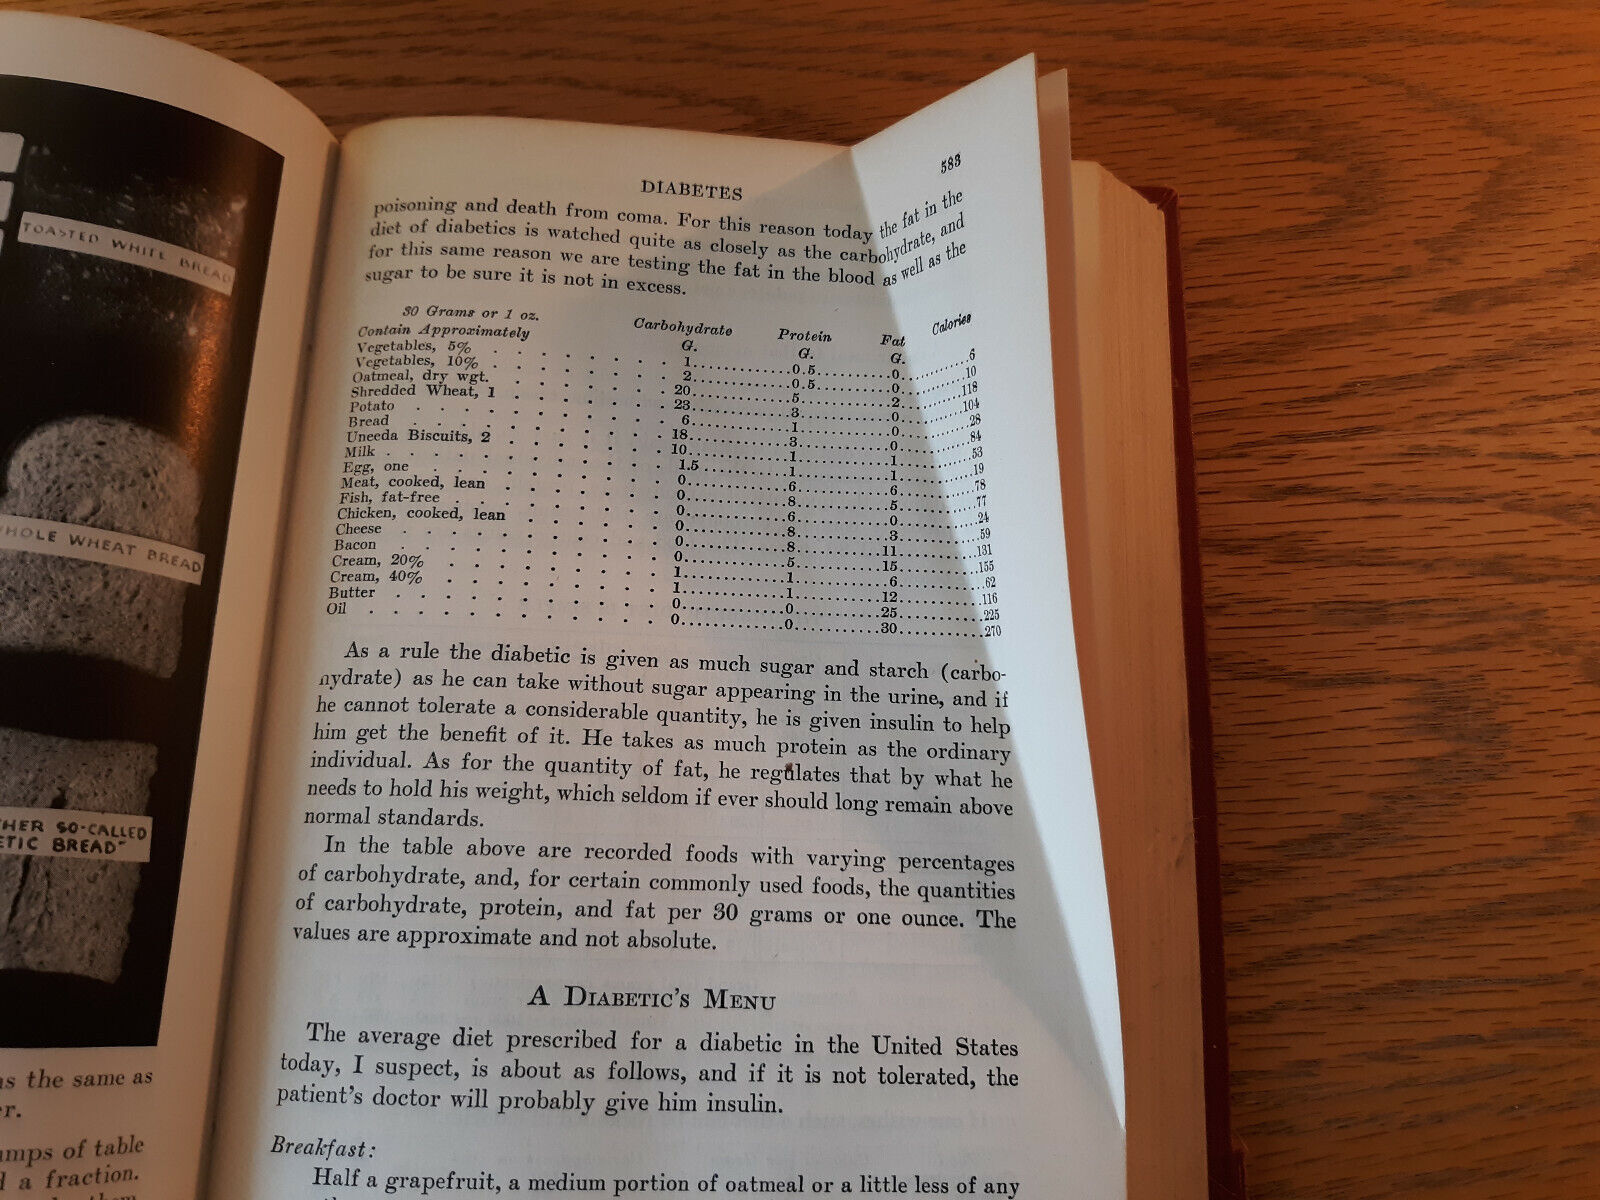 TOASTED WHITE BREAD
HOLE WHEAT BREAD
HER SO-CALLED
ETIC BREAD"
as the same as
er.
umps of table
d a fraction.
them
DIABETES 583
poisoning and death from coma. For this reason today the fat in the
diet of diabetics is watched quite as closely as the carbohydrate, and
for this same reason we are testing the fat in the blood as well as the
sugar to be sure it is not in excess.
30 Grams or 1 oz.
Contain Approximately Carbohydrate Protein Fat Calories
G. G. G.
Vegetables, 5% 1 0.5 0 6
Vegetables, 10% 2 0.5 0 10
Oatmeal, dry wgt. 20 5 2 118
Shredded Wheat, 1 23 3 0 104
Potato 6 1 0 28
Bread 18 3 0 84
Uneeda Biscuits, 2 10 1 1 53
Milk 1.5 1 1 19
Egg, one 0 6 6 78
Meat, cooked, lean 0 8 5 77
Fish, fat-free 0 6 0 24
Chicken, cooked, lean 0 8 3 59
Cheese 0 8 11 131
Bacon 0 5 15 155
Cream, 20% 1 1 6 62
Cream, 40% 1 1 12 116
Butter 0 0 25 225
Oil 0 0 30 270
As a rule the diabetic is given as much sugar and starch (carbo-
hydrate) as he can take without sugar appearing in the urine, and if
he cannot tolerate a considerable quantity, he is given insulin to help
him get the benefit of it. He takes as much protein as the ordinary
individual. As for the quantity of fat, he regulates that by what he
needs to hold his weight, which seldom if ever should long remain above
normal standards.
In the table above are recorded foods with varying percentages
of carbohydrate, and, for certain commonly used foods, the quantities
of carbohydrate, protein, and fat per 30 grams or one ounce. The
values are approximate and not absolute.
A DIABETIC'S MENU
The average diet prescribed for a diabetic in the United States
today, I suspect, is about as follows, and if it is not tolerated, the
patient's doctor will probably give him insulin.
Breakfast:
Half a grapefruit, a medium portion of oatmeal or a little less of any